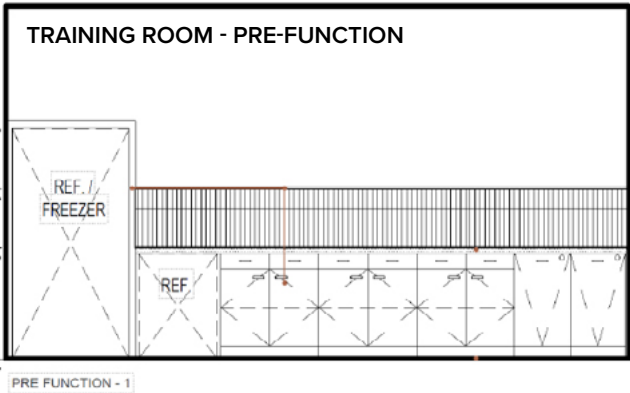 TRAINING ROOM - PRE-FUNCTION
REF. /
FREEZER
REF.
PRE FUNCTION - 1